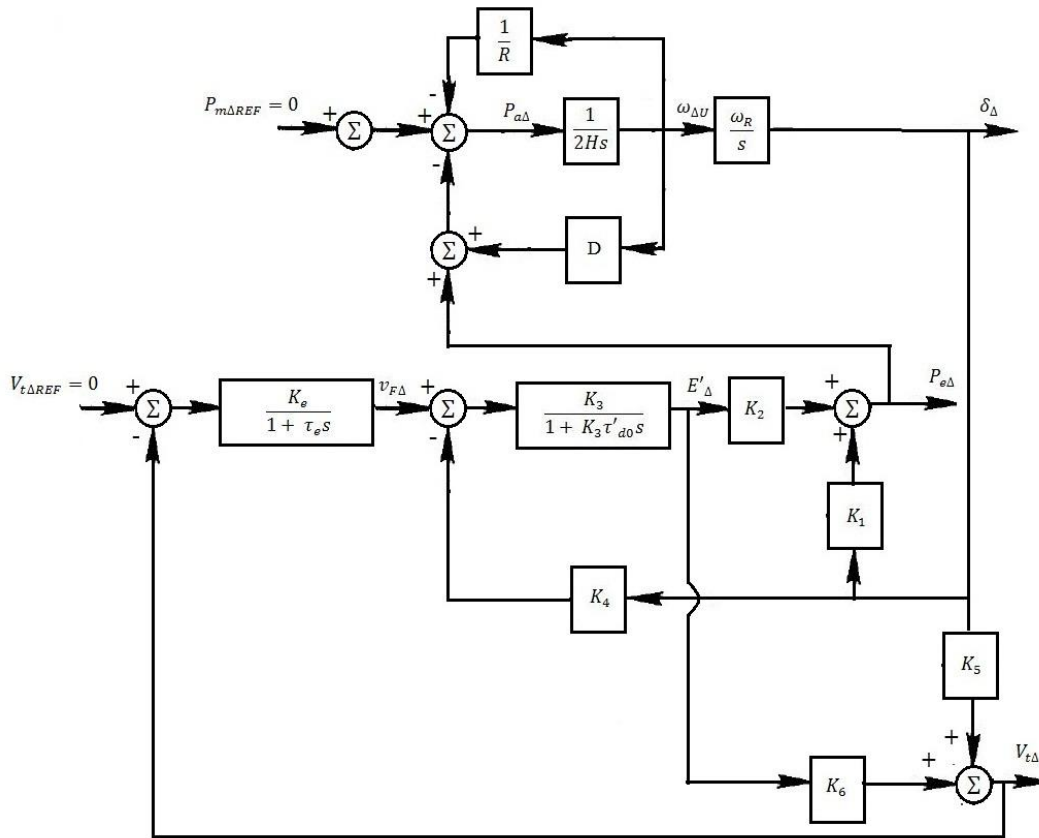 1
R
-
P_{mΔREF} = 0
+
Σ
+
Σ
P_{aΔ}
1
2Hs
ω_{ΔU}
ω_R
s
δ_Δ
-
Σ
+
+
D
V_{tΔREF} = 0
+
Σ
-
K_e
1 + τ_e s
v_{FΔ}
+
Σ
-
K_3
1 + K_3 τ'_{d0} s
E'_Δ
K_2
+
Σ
+
P_{eΔ}
K_1
K_4
K_5
K_6
+
+
Σ
V_{tΔ}